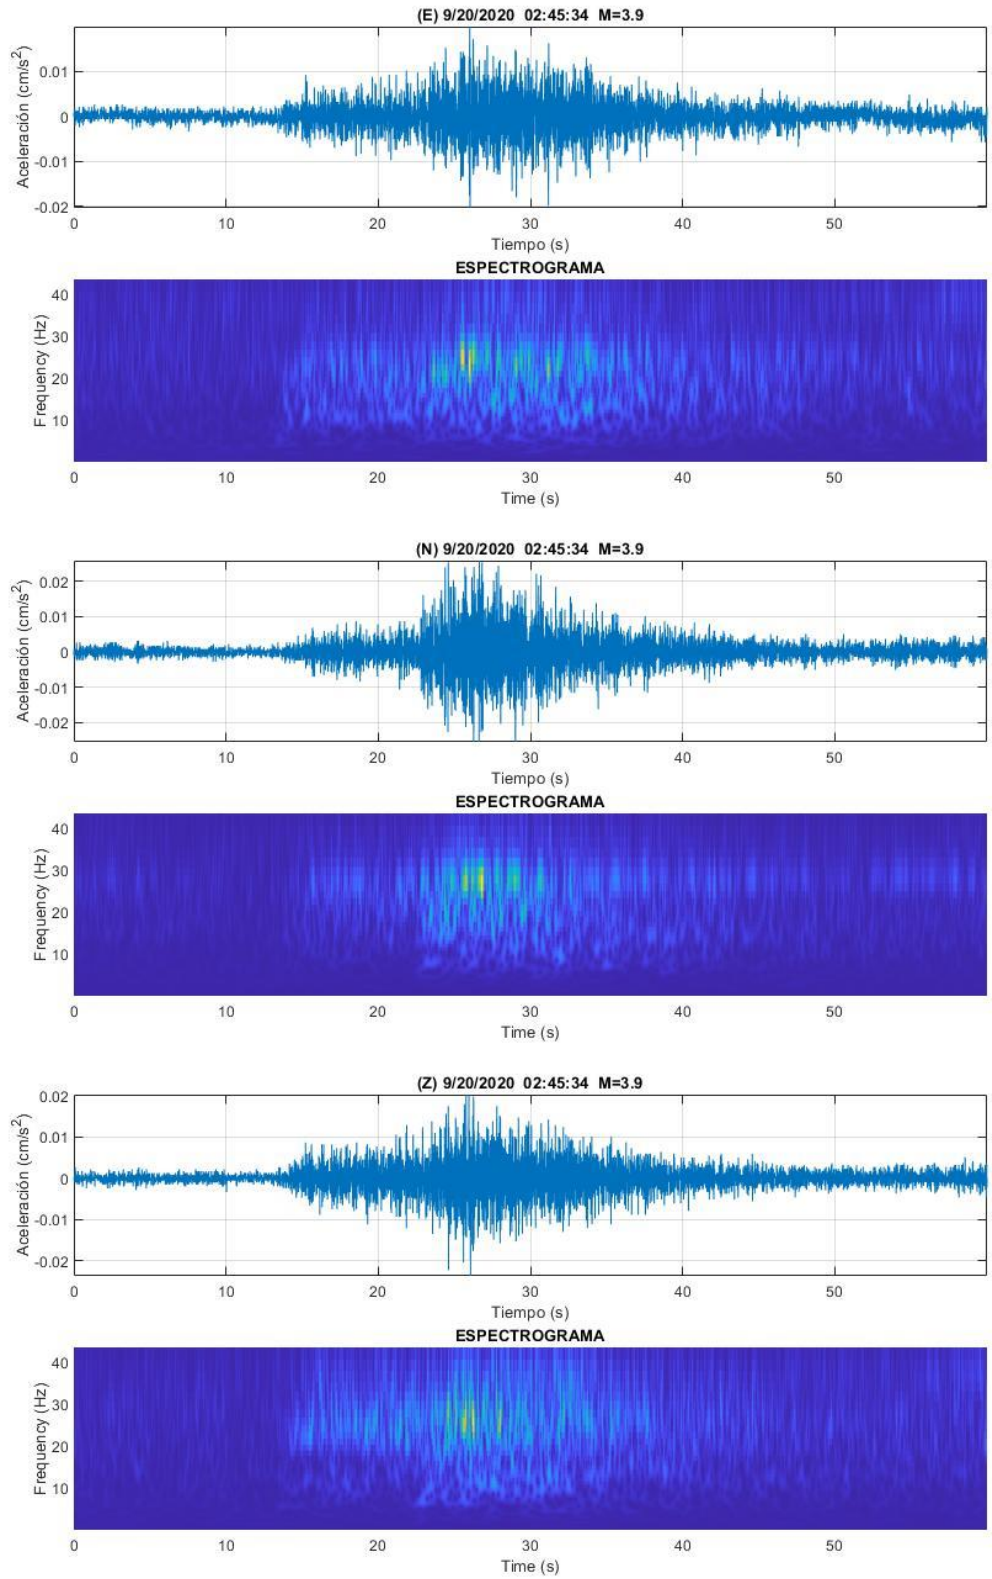 (E) 9/20/2020  02:45:34  M=3.9
Aceleración (cm/s²)
0.01
0
-0.01
-0.02
0 10 20 30 40 50
Tiempo (s)
ESPECTROGRAMA
Frequency (Hz)
40
30
20
10
0 10 20 30 40 50
Time (s)
(N) 9/20/2020  02:45:34  M=3.9
Aceleración (cm/s²)
0.02
0.01
0
-0.01
-0.02
0 10 20 30 40 50
Tiempo (s)
ESPECTROGRAMA
Frequency (Hz)
40
30
20
10
0 10 20 30 40 50
Time (s)
(Z) 9/20/2020  02:45:34  M=3.9
Aceleración (cm/s²)
0.02
0.01
0
-0.01
-0.02
0 10 20 30 40 50
Tiempo (s)
ESPECTROGRAMA
Frequency (Hz)
40
30
20
10
0 10 20 30 40 50
Time (s)